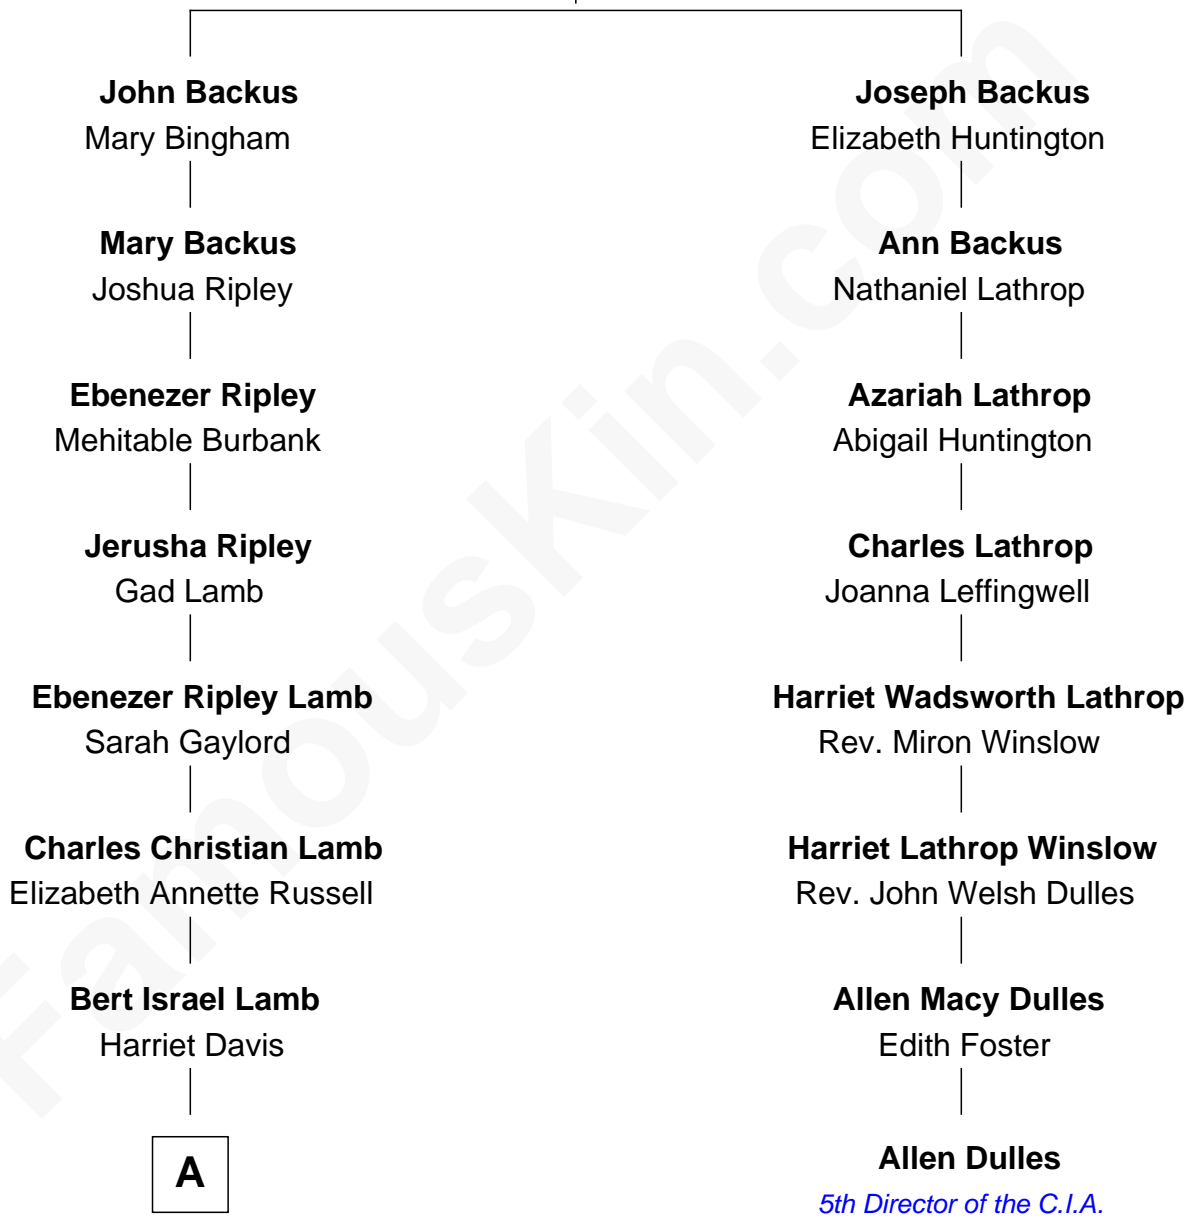 John Backus
Mary Bingham
Mary Backus
Joshua Ripley
Ebenezer Ripley
Mehitable Burbank
Jerusha Ripley
Gad Lamb
Ebenezer Ripley Lamb
Sarah Gaylord
Charles Christian Lamb
Elizabeth Annette Russell
Bert Israel Lamb
Harriet Davis
A
Joseph Backus
Elizabeth Huntington
Ann Backus
Nathaniel Lathrop
Azariah Lathrop
Abigail Huntington
Charles Lathrop
Joanna Leffingwell
Harriet Wadsworth Lathrop
Rev. Miron Winslow
Harriet Lathrop Winslow
Rev. John Welsh Dulles
Allen Macy Dulles
Edith Foster
Allen Dulles
5th Director of the C.I.A.
FamousKin.com